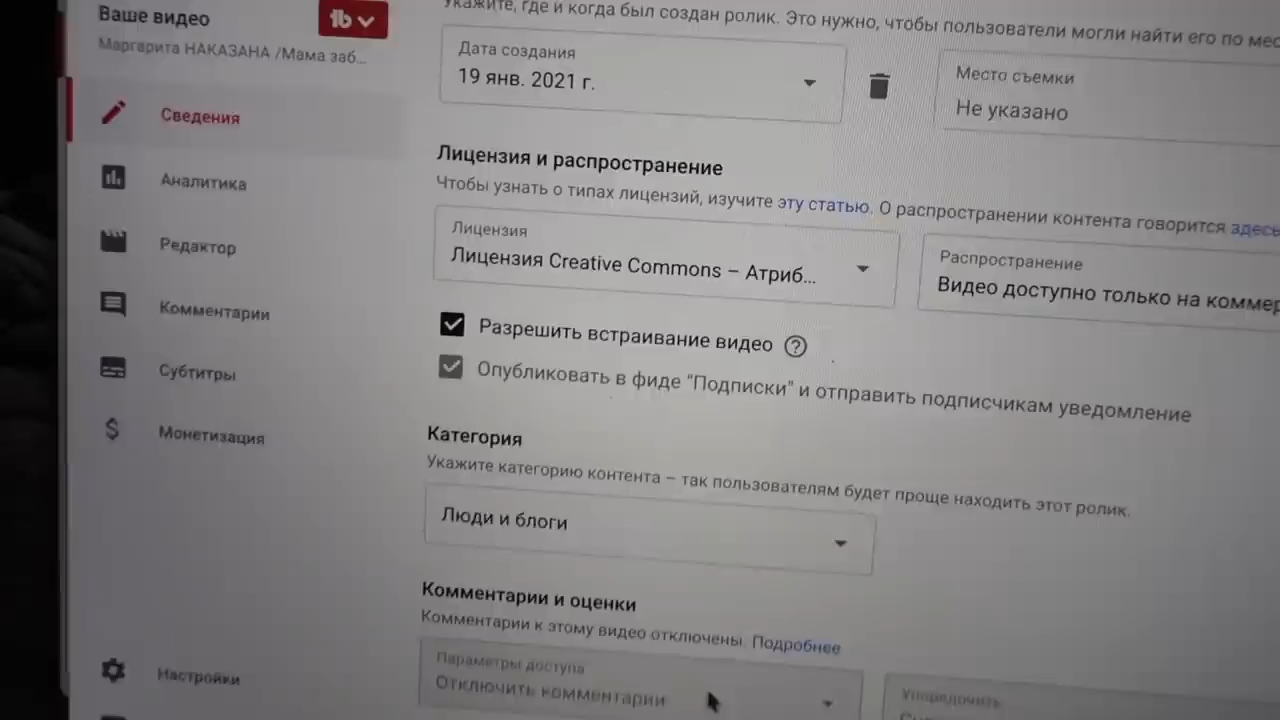 Ваше видео
tb
Маргарита НАКАЗАНА /Мама заб...
Сведения
Аналитика
Редактор
Комментарии
Субтитры
Монетизация
Настройки
Укажите, где и когда был создан ролик. Это нужно, чтобы пользователи могли найти его по мес
Дата создания
19 янв. 2021 г.
Место съемки
Не указано
Лицензия и распространение
Чтобы узнать о типах лицензий, изучите эту статью. О распространении контента говорится здесь
Лицензия
Лицензия Creative Commons – Атриб...
Распространение
Видео доступно только на коммер
Разрешить встраивание видео ?
Опубликовать в фиде "Подписки" и отправить подписчикам уведомление
Категория
Укажите категорию контента – так пользователям будет проще находить этот ролик.
Люди и блоги
Комментарии и оценки
Комментарии к этому видео отключены. Подробнее
Параметры доступа
Отключить комментарии
Упорядочить